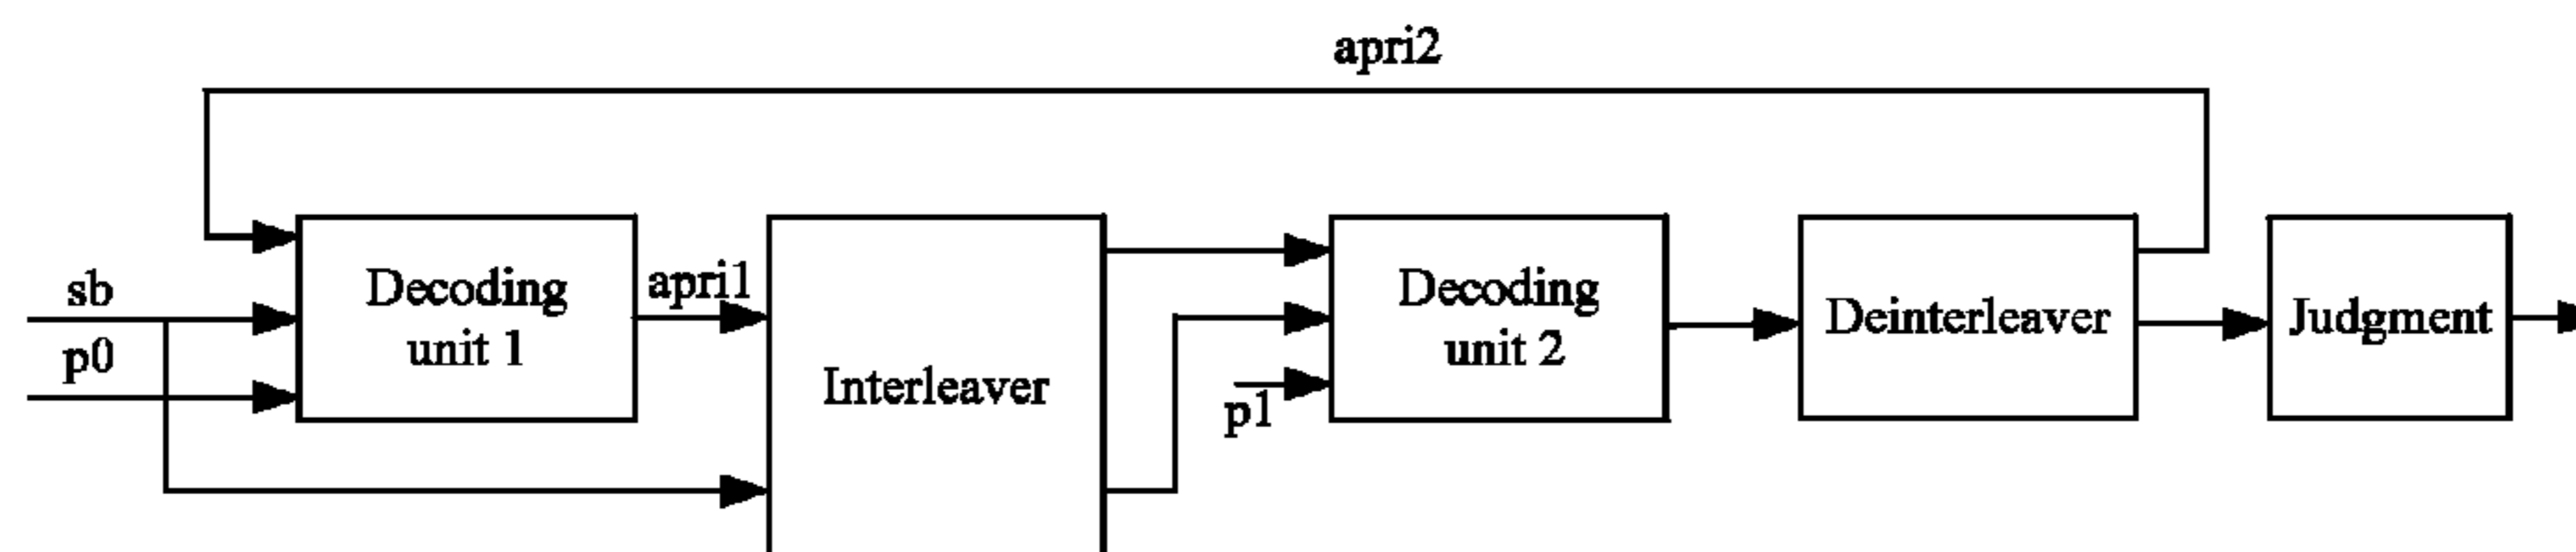 apri2
sb
p0
Decoding
unit 1
apri1
Interleaver
p1
Decoding
unit 2
Deinterleaver
Judgment